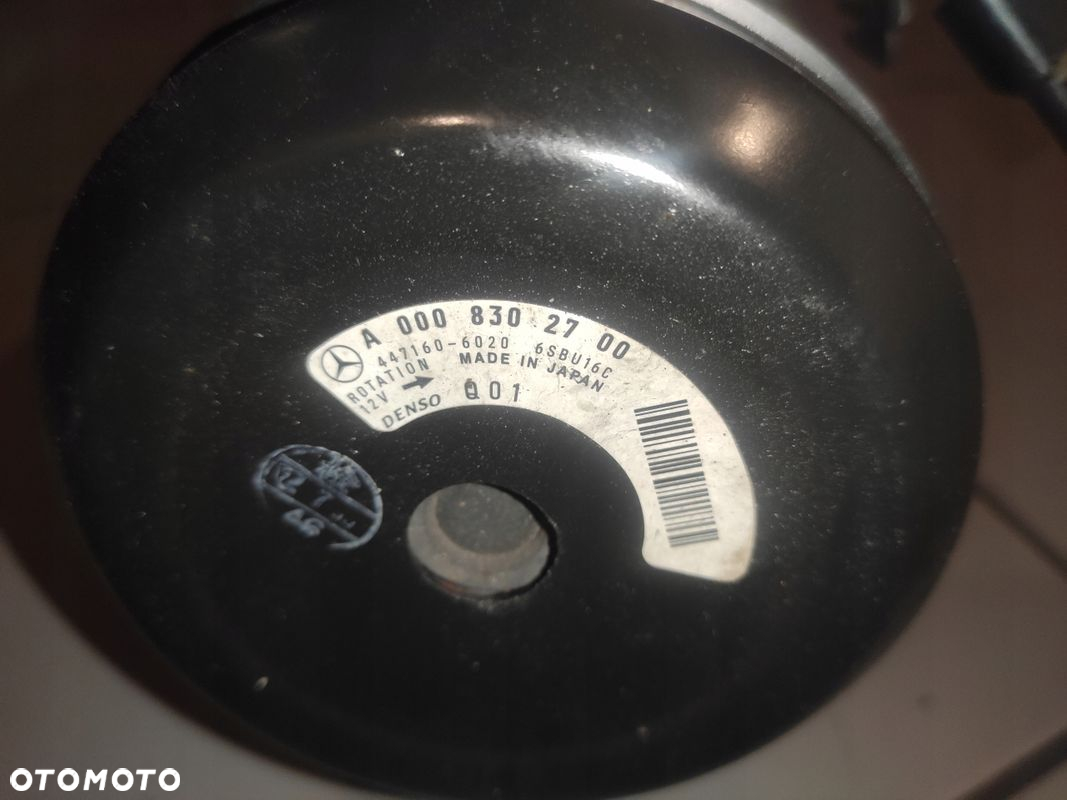 A 000 830 27 00
447160-6020 6SBU16C
ROTATION MADE IN JAPAN
12V
DENSO Q01
OTOMOTO